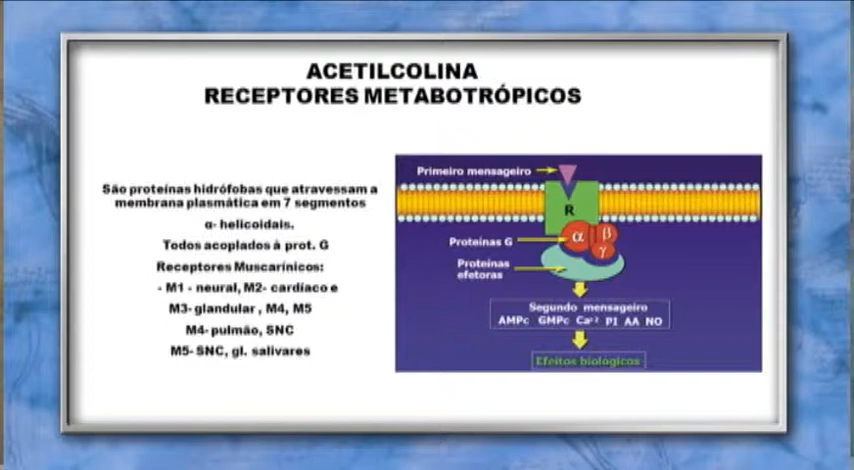 ACETILCOLINA
RECEPTORES METABOTRÓPICOS
São proteínas hidrófobas que atravessam a
membrana plasmática em 7 segmentos
α- helicoidais.
Todos acoplados à prot. G
Receptores Muscarínicos:
- M1 - neural, M2- cardíaco e
M3- glandular , M4, M5
M4- pulmão, SNC
M5- SNC, gl. salivares
Primeiro mensageiro
R
Proteínas G
α
β
γ
Proteínas
efetoras
Segundo mensageiro
AMPc GMPc Ca+2 PI AA NO
Efeitos biológicos